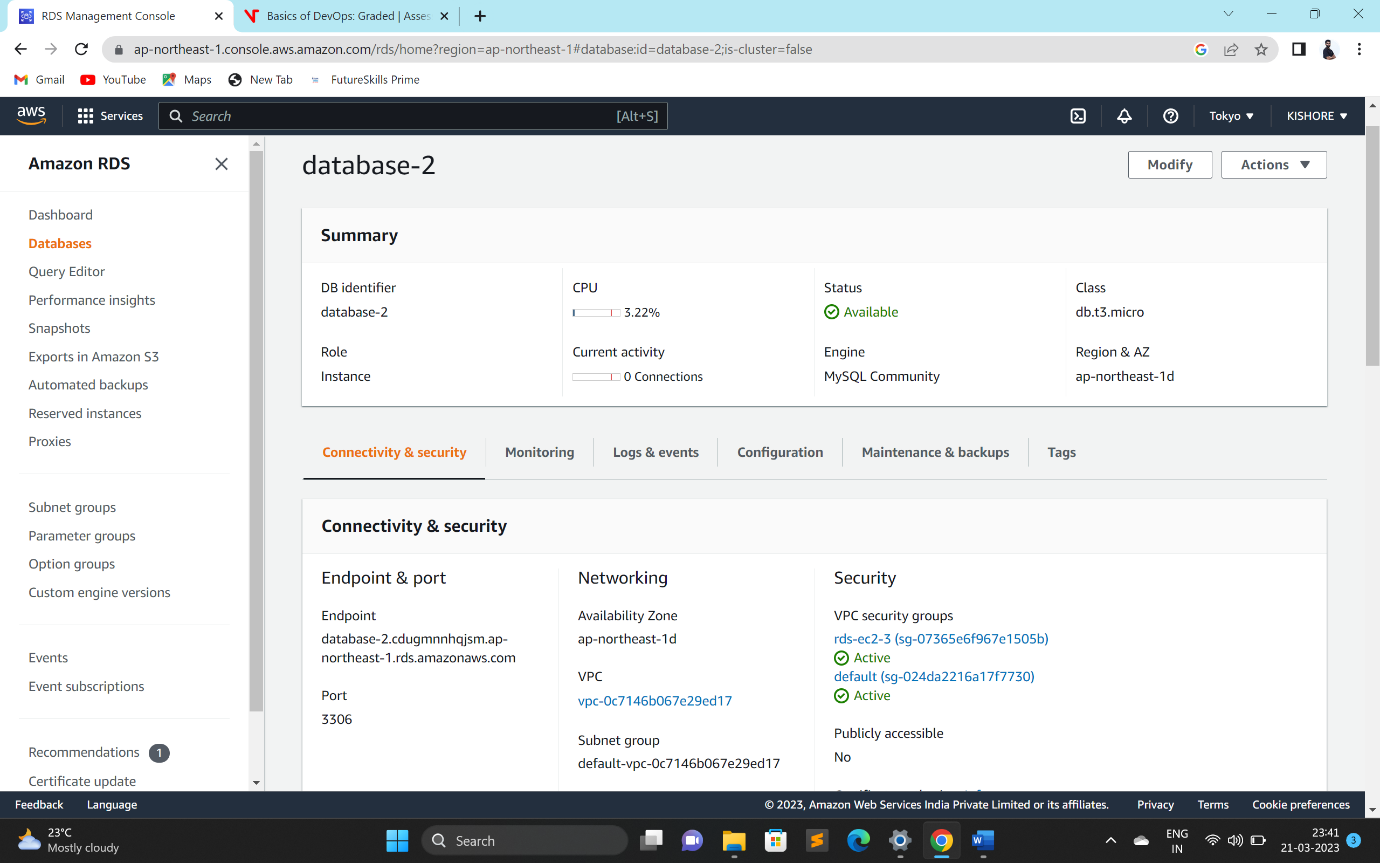 RDS Management Console
Basics of DevOps: Graded | Asses
ap-northeast-1.console.aws.amazon.com/rds/home?region=ap-northeast-1#database:id=database-2;is-cluster=false
Gmail
YouTube
Maps
New Tab
FutureSkills Prime
aws
Services
Search
[Alt+S]
Tokyo
KISHORE
Amazon RDS
Dashboard
Databases
Query Editor
Performance insights
Snapshots
Exports in Amazon S3
Automated backups
Reserved instances
Proxies
Subnet groups
Parameter groups
Option groups
Custom engine versions
Events
Event subscriptions
Recommendations 1
Certificate update
database-2
Modify
Actions
Summary
DB identifier
database-2
CPU
3.22%
Status
Available
Class
db.t3.micro
Role
Instance
Current activity
0 Connections
Engine
MySQL Community
Region & AZ
ap-northeast-1d
Connectivity & security
Monitoring
Logs & events
Configuration
Maintenance & backups
Tags
Connectivity & security
Endpoint & port
Endpoint
database-2.cdugmnnhqjsm.ap-
northeast-1.rds.amazonaws.com
Port
3306
Networking
Availability Zone
ap-northeast-1d
VPC
vpc-0c7146b067e29ed17
Subnet group
default-vpc-0c7146b067e29ed17
Security
VPC security groups
rds-ec2-3 (sg-07365e6f967e1505b)
Active
default (sg-024da2216a17f7730)
Active
Publicly accessible
No
Feedback
Language
© 2023, Amazon Web Services India Private Limited or its affiliates.
Privacy
Terms
Cookie preferences
23°C
Mostly cloudy
Search
ENG
IN
23:41
21-03-2023
3